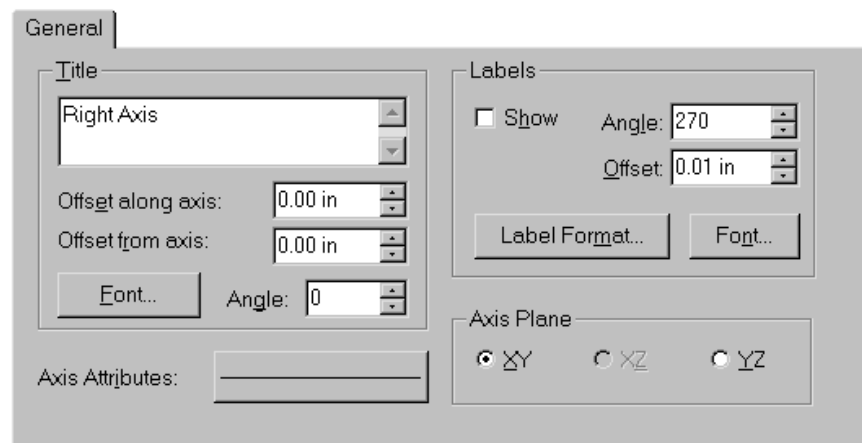 General
Title
Right Axis
Offset along axis: 0.00 in
Offset from axis: 0.00 in
Font... Angle: 0
Axis Attributes:
Labels
Show Angle: 270
Offset: 0.01 in
Label Format... Font...
Axis Plane
XY XZ YZ